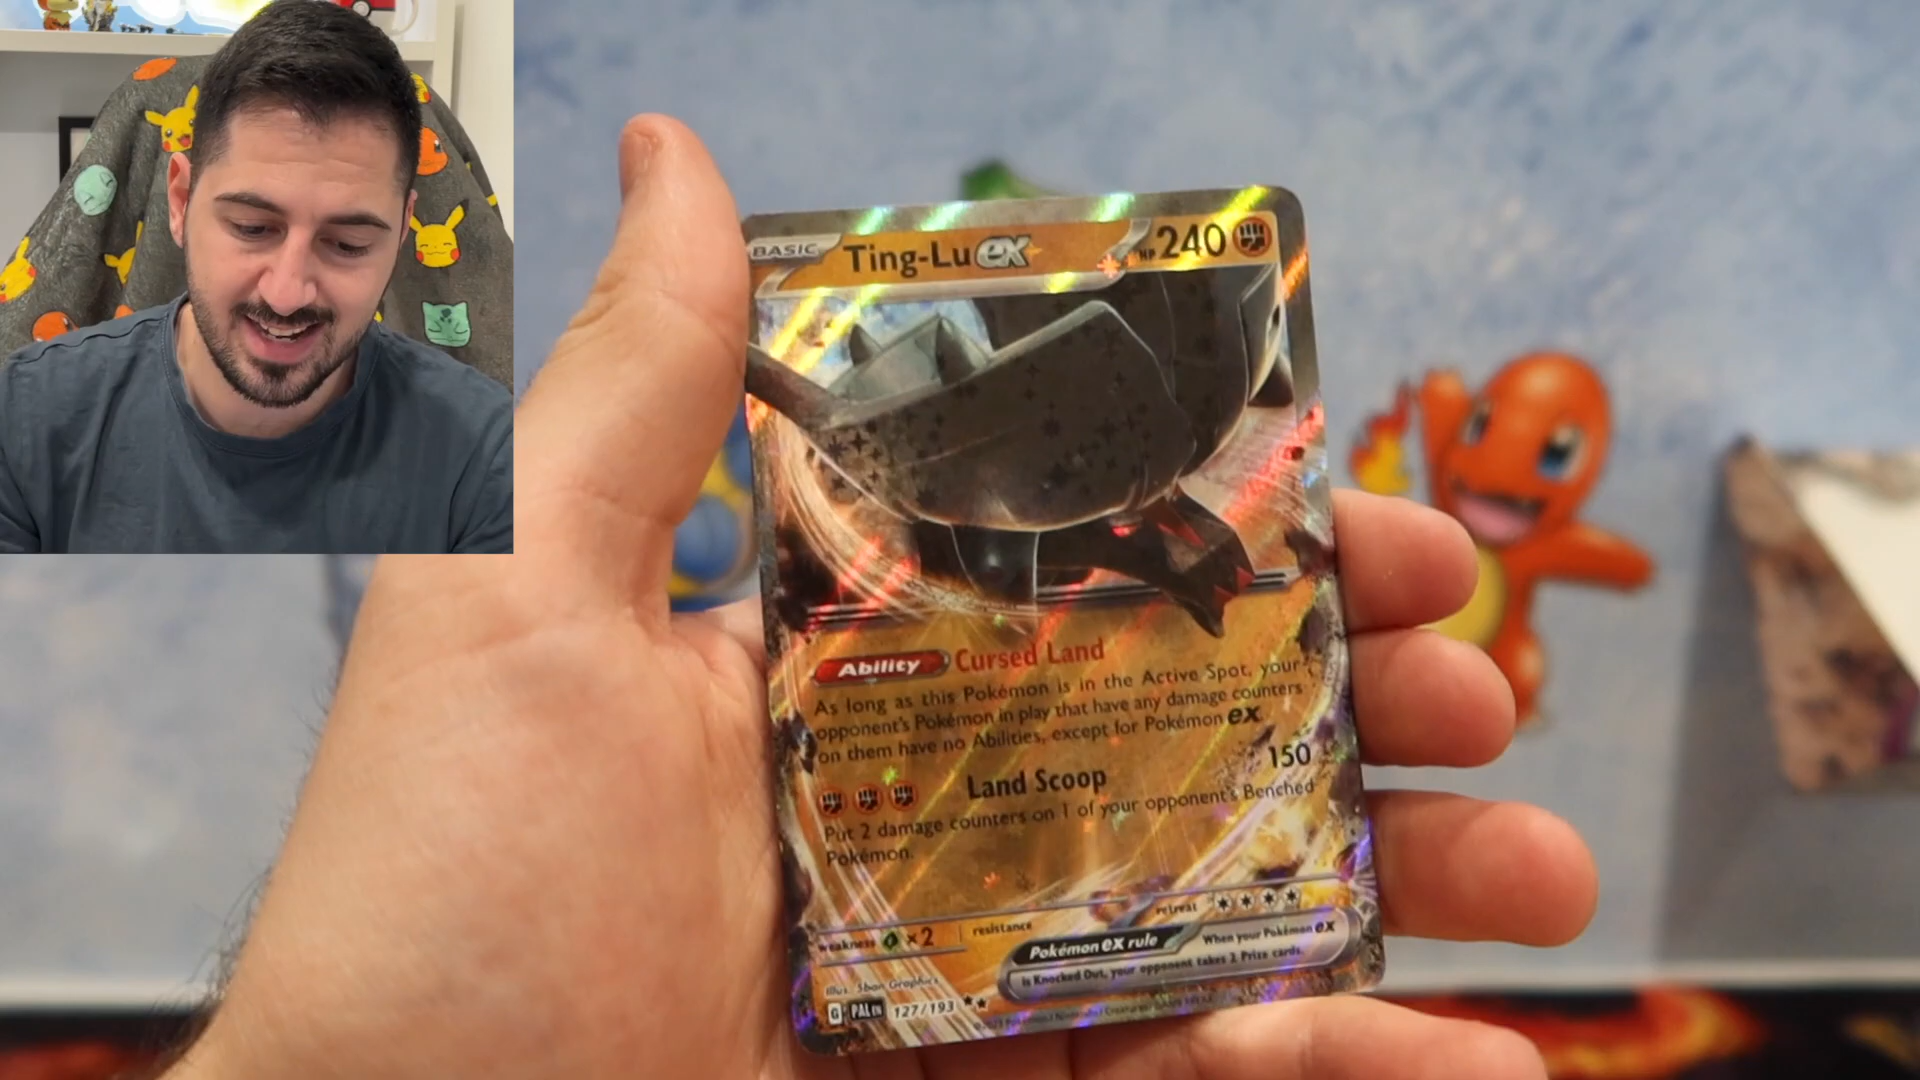 BASIC Ting-Lu ex HP 240
Ability Cursed Land
As long as this Pokémon is in the Active Spot, your
opponent's Pokémon in play that have any damage counters
on them have no Abilities, except for Pokémon ex.
Land Scoop 150
Put 2 damage counters on 1 of your opponent's Benched
Pokémon.
weakness ×2 resistance retreat
Pokémon ex rule When your Pokémon ex
is Knocked Out, your opponent takes 2 Prize cards.
Illus. 5ban Graphics
G PAL EN 127/193